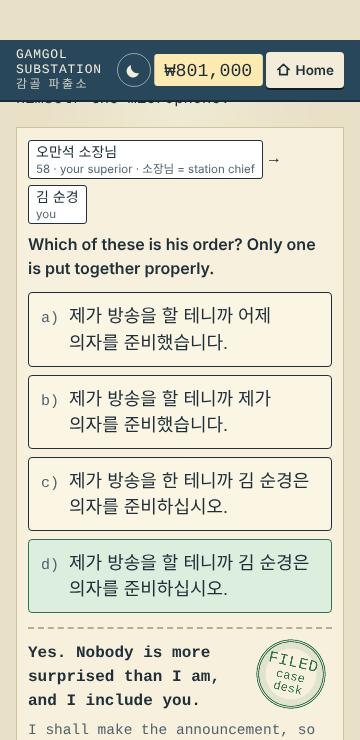 GAMGOL
SUBSTATION
감골 파출소
₩801,000
Home
오만석 소장님
58 · your superior · 소장님 = station chief
→
김 순경
you
Which of these is his order? Only one
is put together properly.
a) 제가 방송을 할 테니까 어제
의자를 준비했습니다.
b) 제가 방송을 할 테니까 제가
의자를 준비했습니다.
c) 제가 방송을 한 테니까 김 순경은
의자를 준비하십시오.
d) 제가 방송을 할 테니까 김 순경은
의자를 준비하십시오.
Yes. Nobody is more
surprised than I am,
and I include you.
FILED
case
desk
I shall make the announcement, so